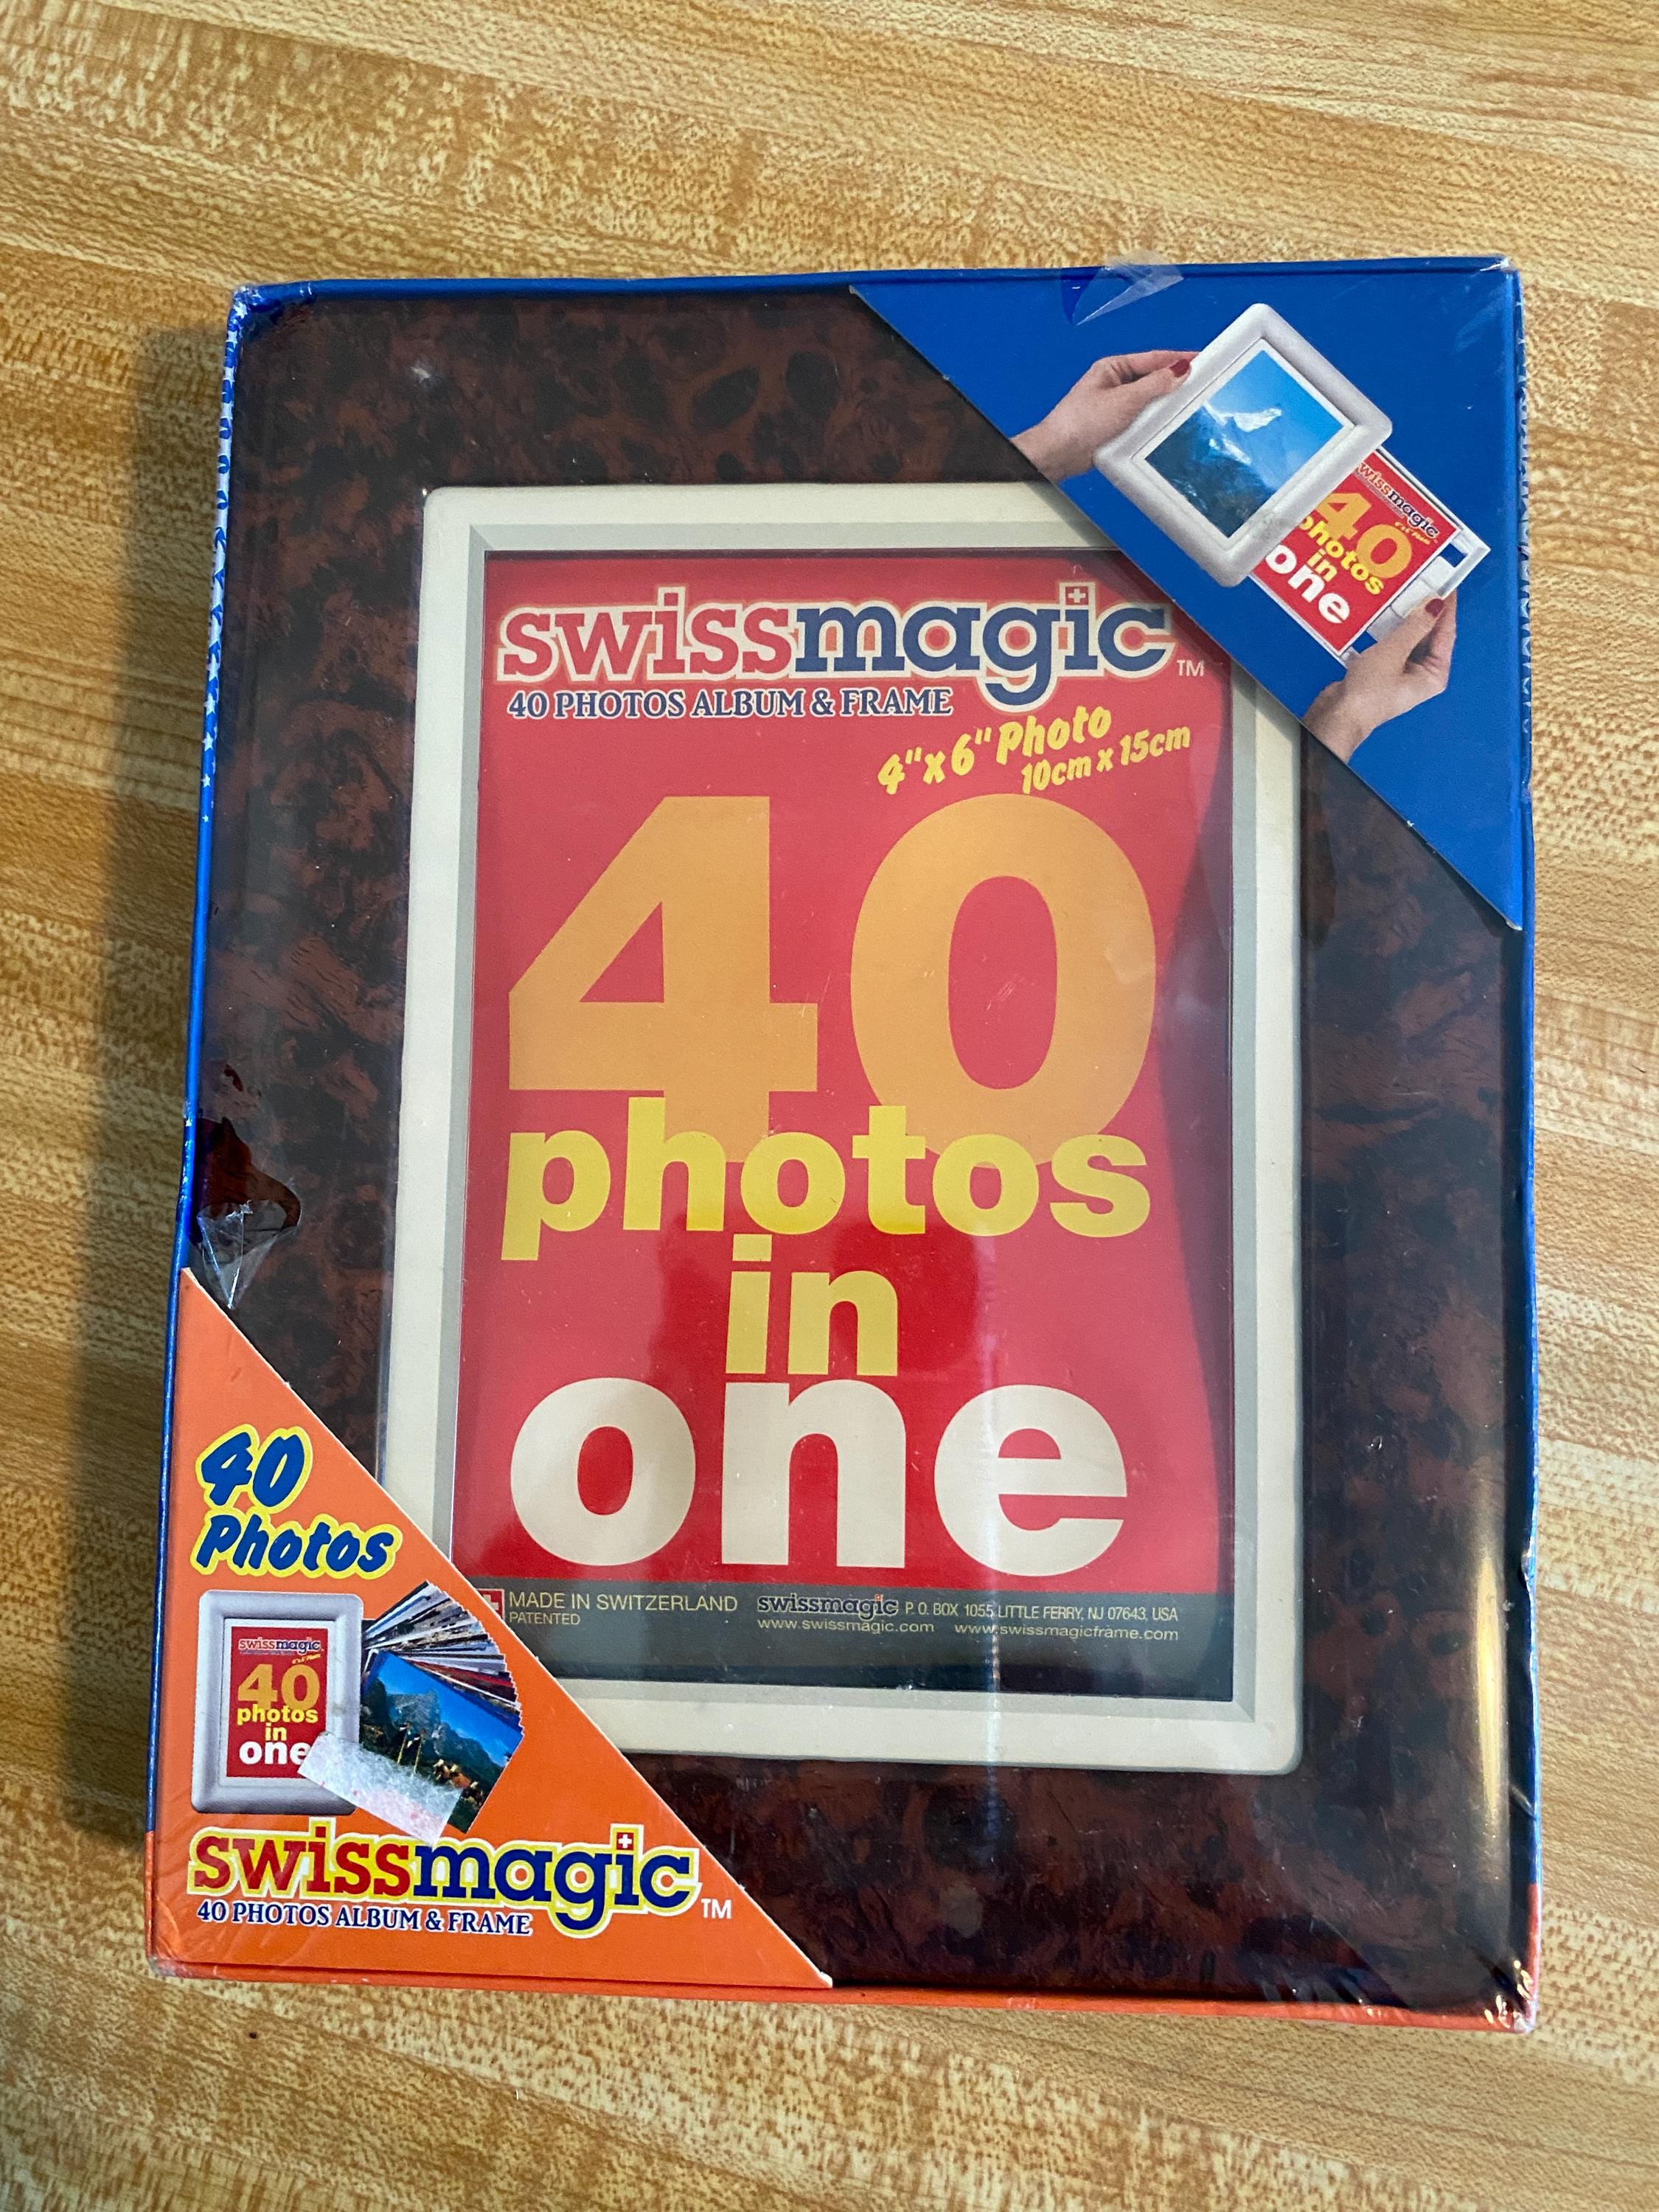 swissmagic
40
photos
in
one
swissmagic TM
40 PHOTOS ALBUM & FRAME
4"x6" Photo
10cm x 15cm
40
photos
in
one
MADE IN SWITZERLAND
PATENTED
swissmagic P.O. BOX 1055 LITTLE FERRY, NJ 07643, USA
www.swissmagic.com www.swissmagicframe.com
40
Photos
swissmagic
40
photos
in
one
swissmagic TM
40 PHOTOS ALBUM & FRAME